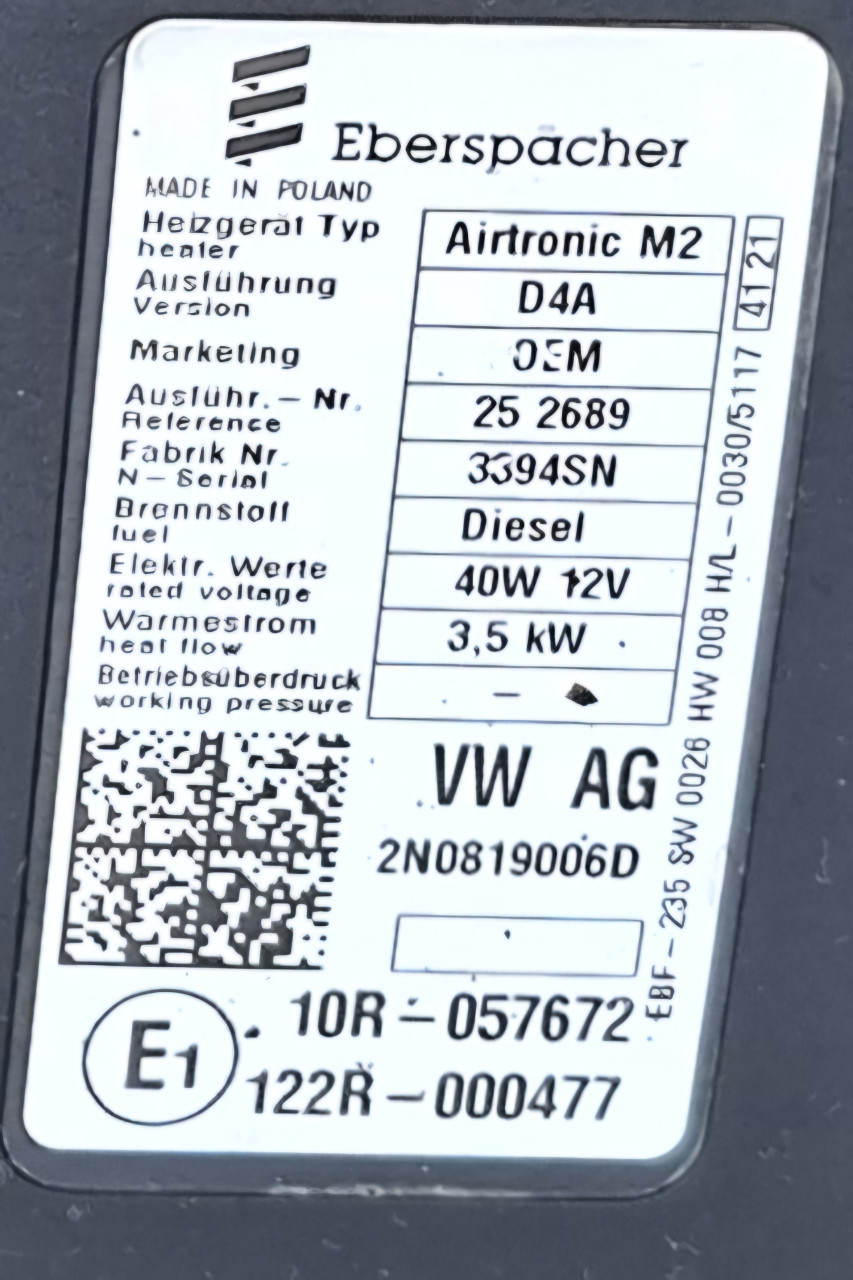 Eberspächer
MADE IN POLAND
Heizgerät Typ
heater
Airtronic M2
Ausführung
Version
D4A
Marketing
OEM
Ausführ.- Nr.
Reference
25 2689
Fabrik Nr.
N-Serial
3394SN
Brennstoff
fuel
Diesel
Elektr. Werte
rated voltage
40W 12V
Wärmestrom
heat flow
3,5 kW
Betriebsüberdruck
working pressure
-
41 21
EBF-235 SW 0026 HW 008 H/L-0030/5117
VW AG
2N0819006D
E1
10R-057672
122R-000477